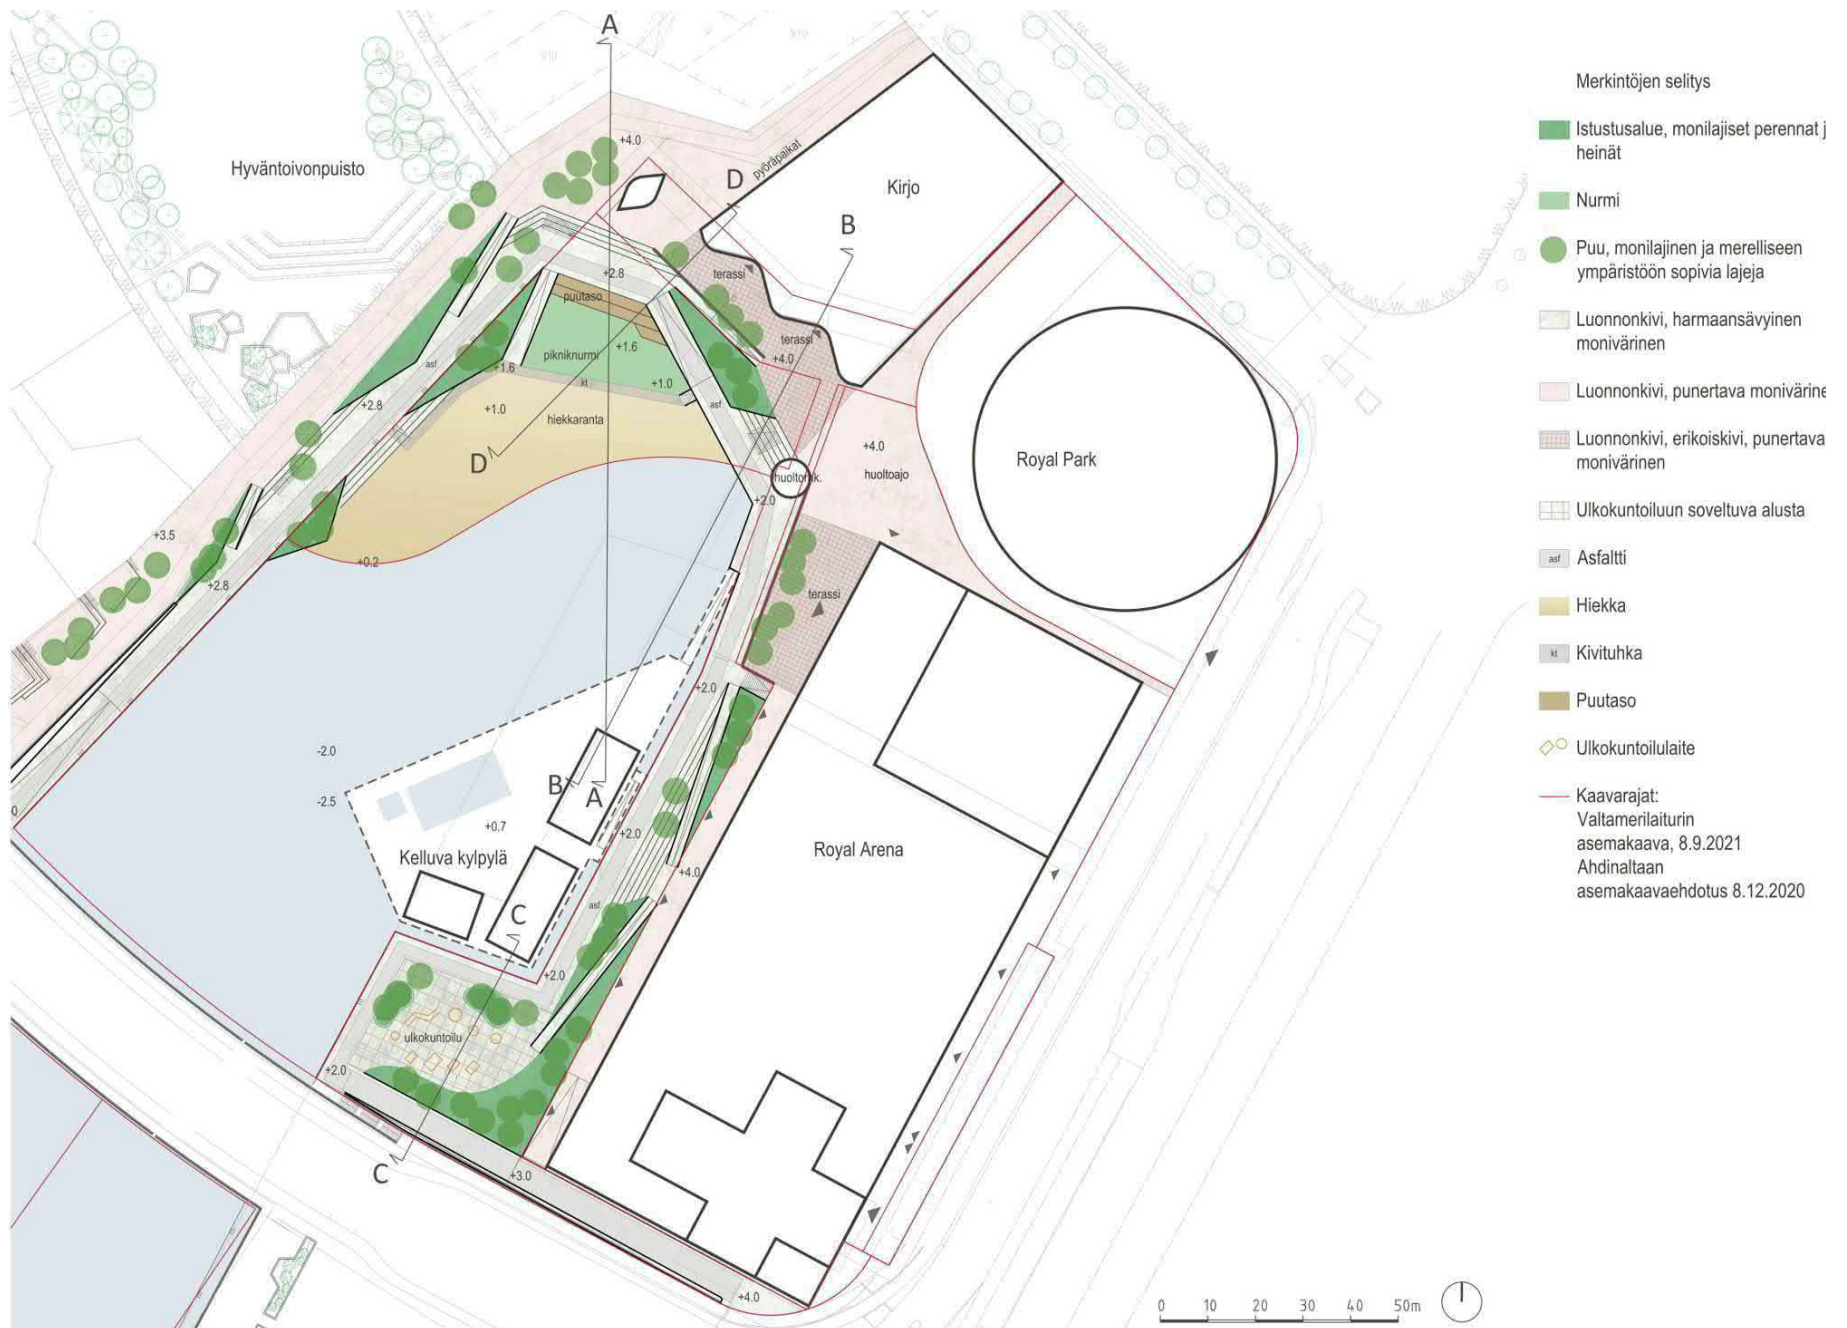 A
XIV
VIII
+4.0
Hyväntoivonpuisto
pyöräpaikat
D
Kirjo
B
+2.8
terassi
puutaso
terassi
+4.0
+1.6
pikniknurmi
asf
+1.6
kt
+1.0
+2.8
+1.0
asf
hiekkaranta
+4.0
D
huoltoajo
Royal Park
+2.0
+3.5
+0.2
+2.8
terassi
+2.0
-2.0
B
A
-2.5
0
+0.7
+2.0
Kelluva kylpylä
Royal Arena
+4.0
asf
C
+2.0
ulkokuntoilu
+2.0
C
+3.0
+4.0
Merkintöjen selitys
Istustusalue, monilajiset perennat j
heinät
Nurmi
Puu, monilajinen ja merelliseen
ympäristöön sopivia lajeja
Luonnonkivi, harmaansävyinen
monivärinen
Luonnonkivi, punertava monivärine
Luonnonkivi, erikoiskivi, punertava
monivärinen
Ulkokuntoiluun soveltuva alusta
asf Asfaltti
Hiekka
kt Kivituhka
Puutaso
Ulkokuntoilulaite
Kaavarajat:
Valtamerilaiturin
asemakaava, 8.9.2021
Ahdinaltaan
asemakaavaehdotus 8.12.2020
0 10 20 30 40 50m